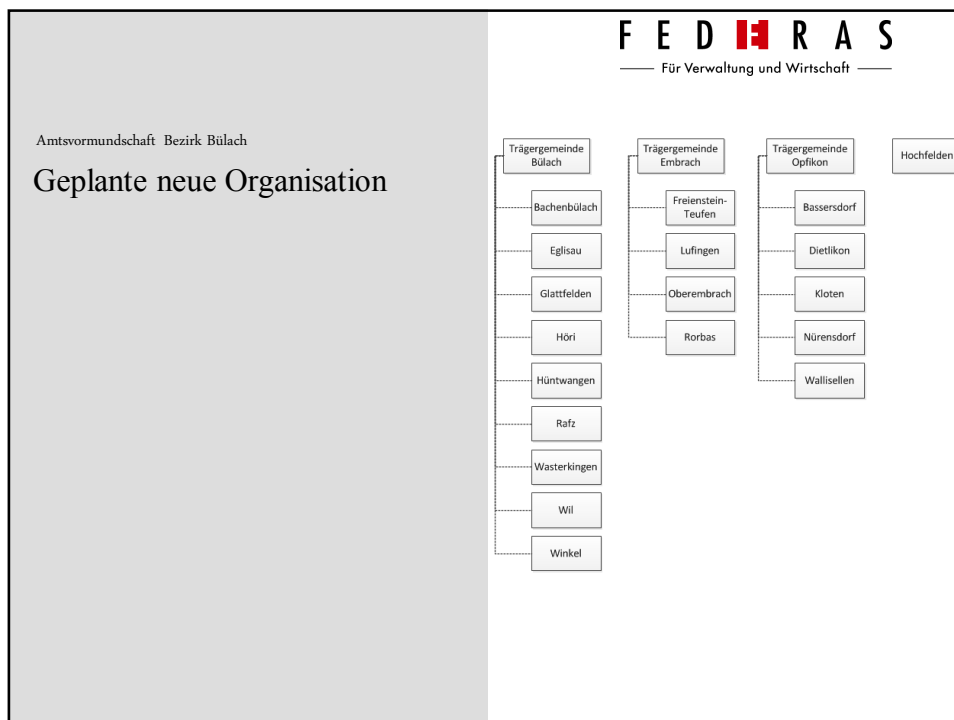 FEDERAS
Für Verwaltung und Wirtschaft
Amtsvormundschaft Bezirk Bülach
Geplante neue Organisation
Trägergemeinde
Bülach
Bachenbülach
Eglisau
Glattfelden
Höri
Hüntwangen
Rafz
Wasterkingen
Wil
Winkel
Trägergemeinde
Embrach
Freienstein-
Teufen
Lufingen
Oberembrach
Rorbas
Trägergemeinde
Opfikon
Bassersdorf
Dietlikon
Kloten
Nürensdorf
Wallisellen
Hochfelden